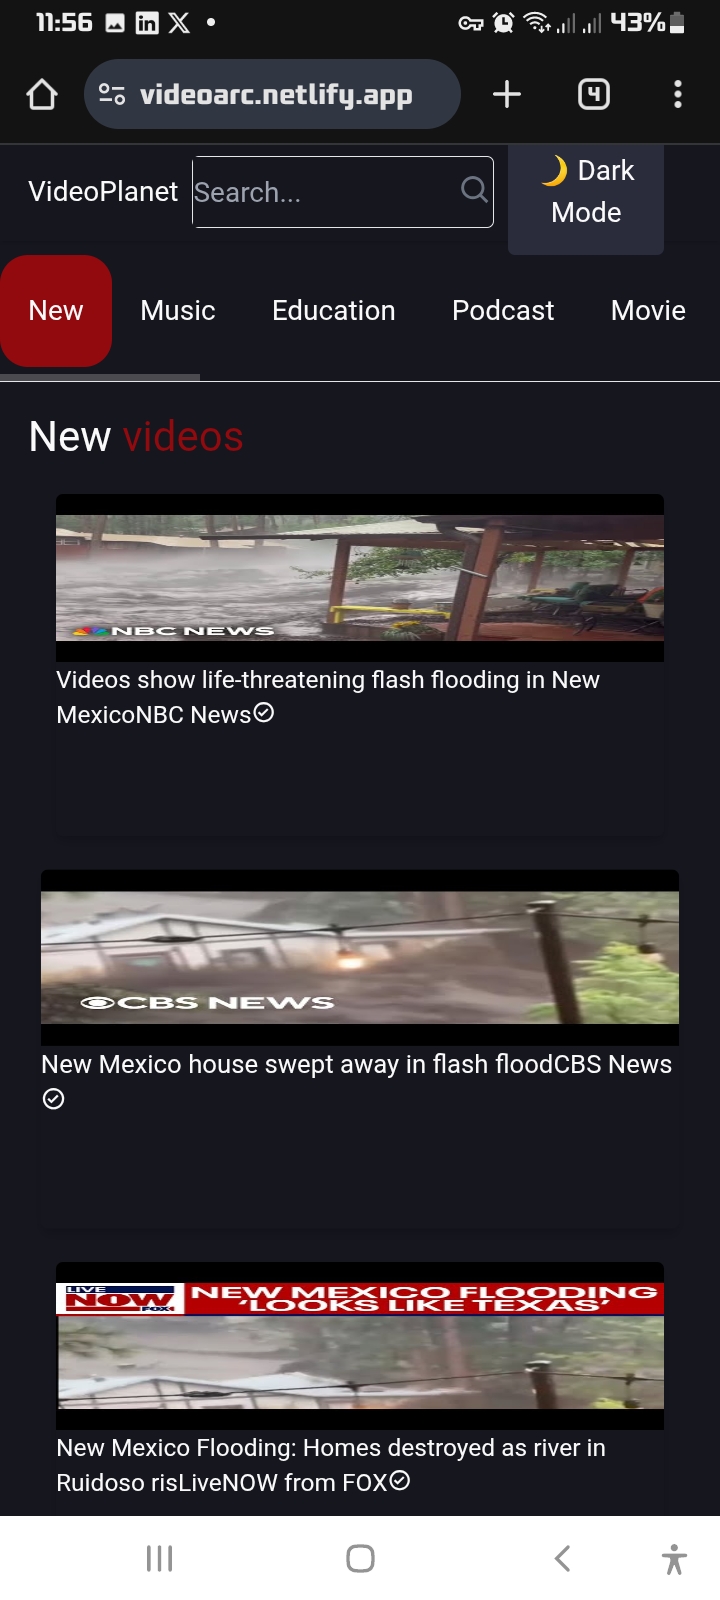 11:56
43%
videoarc.netlify.app
4
VideoPlanet
Search...
🌙 Dark
Mode
New
Music
Education
Podcast
Movie
New videos
NBC NEWS
Videos show life-threatening flash flooding in New
MexicoNBC News
CBS NEWS
New Mexico house swept away in flash floodCBS News
LIVE
NOW
FOX
NEW MEXICO FLOODING
'LOOKS LIKE TEXAS'
New Mexico Flooding: Homes destroyed as river in
Ruidoso risLiveNOW from FOX